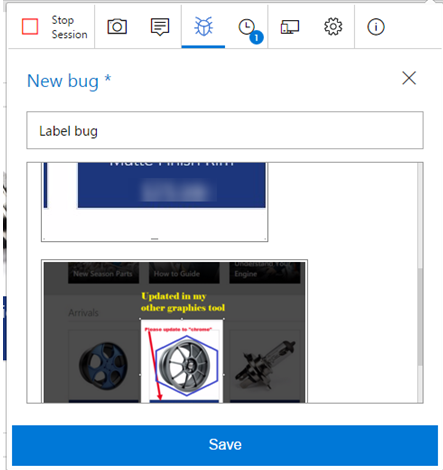 Stop
Session
1
New bug *
Label bug
Matte Finish Rim
New Season Parts
How to Guide
Engine
Updated in my
other graphics tool
Arrivals
Please update to "chrome"
Save